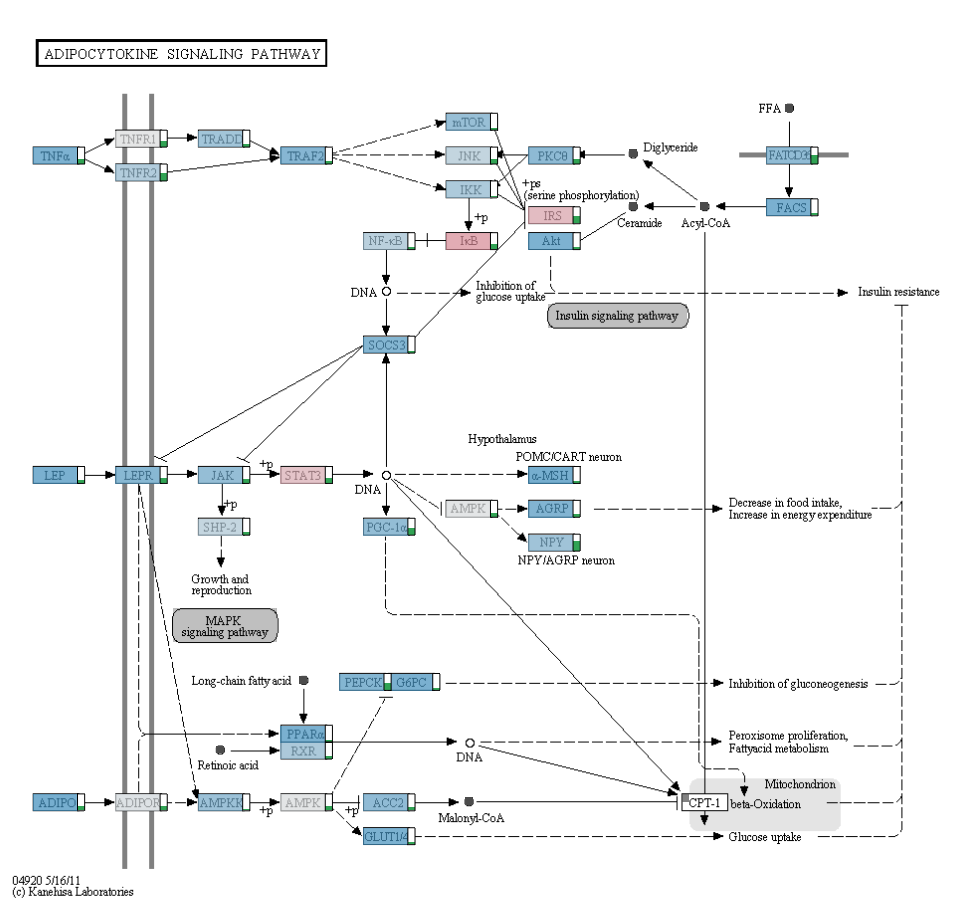 ADIPOCYTOKINE SIGNALING PATHWAY
FFA
mTOR
TNFα
TNFR1
TRADD
TNFR2
TRAF2
JNK
PKCθ
Diglyceride
FATCD36
IKK
+ps
(serine phosphorylation)
+p
IRS
Ceramide
Acyl-CoA
FACS
NF-κB
IκB
Akt
DNA
Inhibition of
glucose uptake
Insulin resistance
Insulin signaling pathway
SOCS3
Hypothalamus
POMC/CART neuron
LEP
LEPR
JAK
+p
STAT3
DNA
α-MSH
+p
AMPK
AGRP
Decrease in food intake,
Increase in energy expenditure
SHP-2
PGC-1α
NPY
NPY/AGRP neuron
Growth and
reproduction
MAPK
signaling pathway
Long-chain fatty acid
PEPCK
G6PC
Inhibition of gluconeogenesis
PPARα
RXR
Retinoic acid
DNA
Peroxisome proliferation,
Fattyacid metabolism
Mitochondrion
ADIPO
ADIPOR
AMPKK
+p
AMPK
+p
ACC2
Malonyl-CoA
CPT-1
beta-Oxidation
GLUT1/4
Glucose uptake
04920 5/16/11
(c) Kanehisa Laboratories